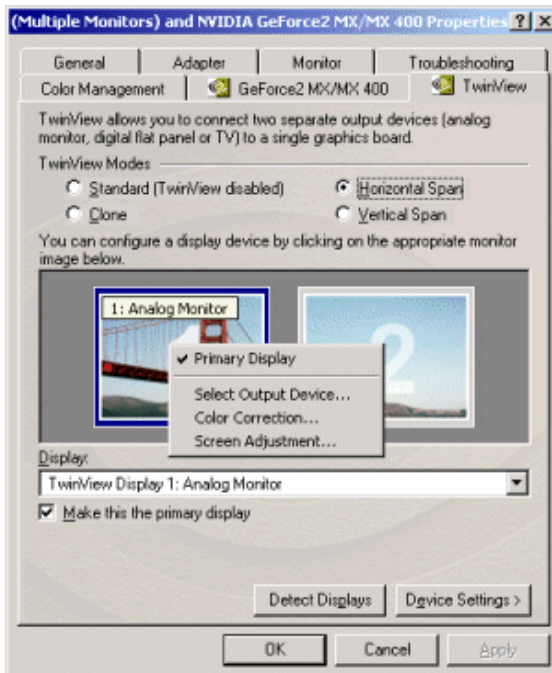 (Multiple Monitors) and NVIDIA GeForce2 MX/MX 400 Properties
General Adapter Monitor Troubleshooting
Color Management GeForce2 MX/MX 400 TwinView
TwinView allows you to connect two separate output devices (analog
monitor, digital flat panel or TV) to a single graphics board.
TwinView Modes
Standard (TwinView disabled) Horizontal Span
Clone Vertical Span
You can configure a display device by clicking on the appropriate monitor
image below.
1: Analog Monitor
2
Primary Display
Select Output Device...
Color Correction...
Screen Adjustment...
Display:
TwinView Display 1: Analog Monitor
Make this the primary display
Detect Displays Device Settings >
OK Cancel Apply